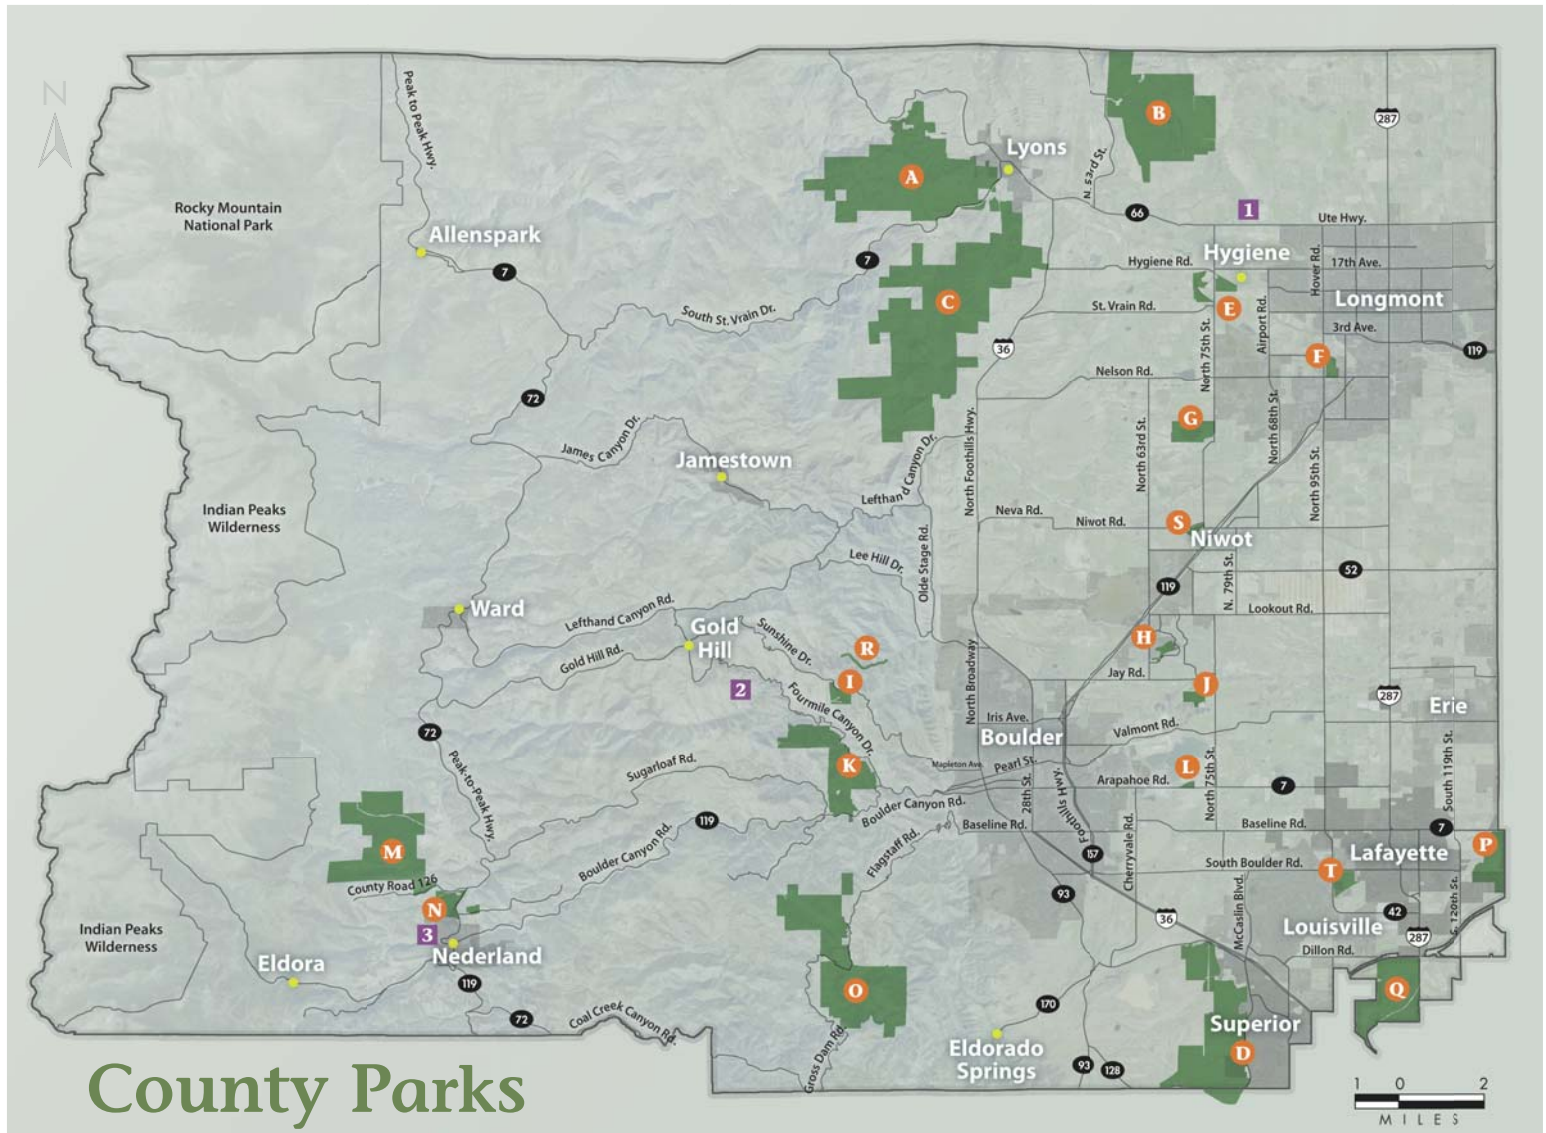 N
Peak to Peak Hwy.
287
B
Lyons
A
N. 53rd St.
Rocky Mountain
National Park
1
66
Ute Hwy.
Allenspark
7
7
Hygiene
Hygiene Rd.
Hover Rd.
17th Ave.
C
Longmont
South St. Vrain Dr.
St. Vrain Rd.
E
Airport Rd.
3rd Ave.
36
North 75th St.
F
119
Nelson Rd.
72
North Foothills Hwy.
G
North 63rd St.
North 68th St.
James Canyon Dr.
Jamestown
Lefthand Canyon Dr.
North 95th St.
Indian Peaks
Wilderness
Neva Rd.
Niwot Rd.
S
Niwot
Olde Stage Rd.
Lee Hill Dr.
52
119
N. 79th St.
Ward
Lefthand Canyon Rd.
Lookout Rd.
Gold
Hill
Sunshine Dr.
R
H
Gold Hill Rd.
I
2
Jay Rd.
J
North Broadway
287
Erie
Fourmile Canyon Dr.
Iris Ave.
72
Boulder
Valmont Rd.
Peak-to-Peak Hwy.
Sugarloaf Rd.
K
Mapleton Ave.
Pearl St.
L
Arapahoe Rd.
North 75th St.
7
South 119th St.
28th St.
Foothills Hwy.
Boulder Canyon Rd.
119
Baseline Rd.
Baseline Rd.
7
Boulder Canyon Rd.
Flagstaff Rd.
M
157
Cherryvale Rd.
South Boulder Rd.
Lafayette
P
T
County Road 126
93
N
McCaslin Blvd.
42
S. 120th St.
36
3
Indian Peaks
Wilderness
Louisville
287
Nederland
Dillon Rd.
Eldora
119
O
Q
170
72
Coal Creek Canyon Rd.
Superior
Gross Dam Rd.
Eldorado
Springs
D
93
128
County Parks
1
0
2
MILES